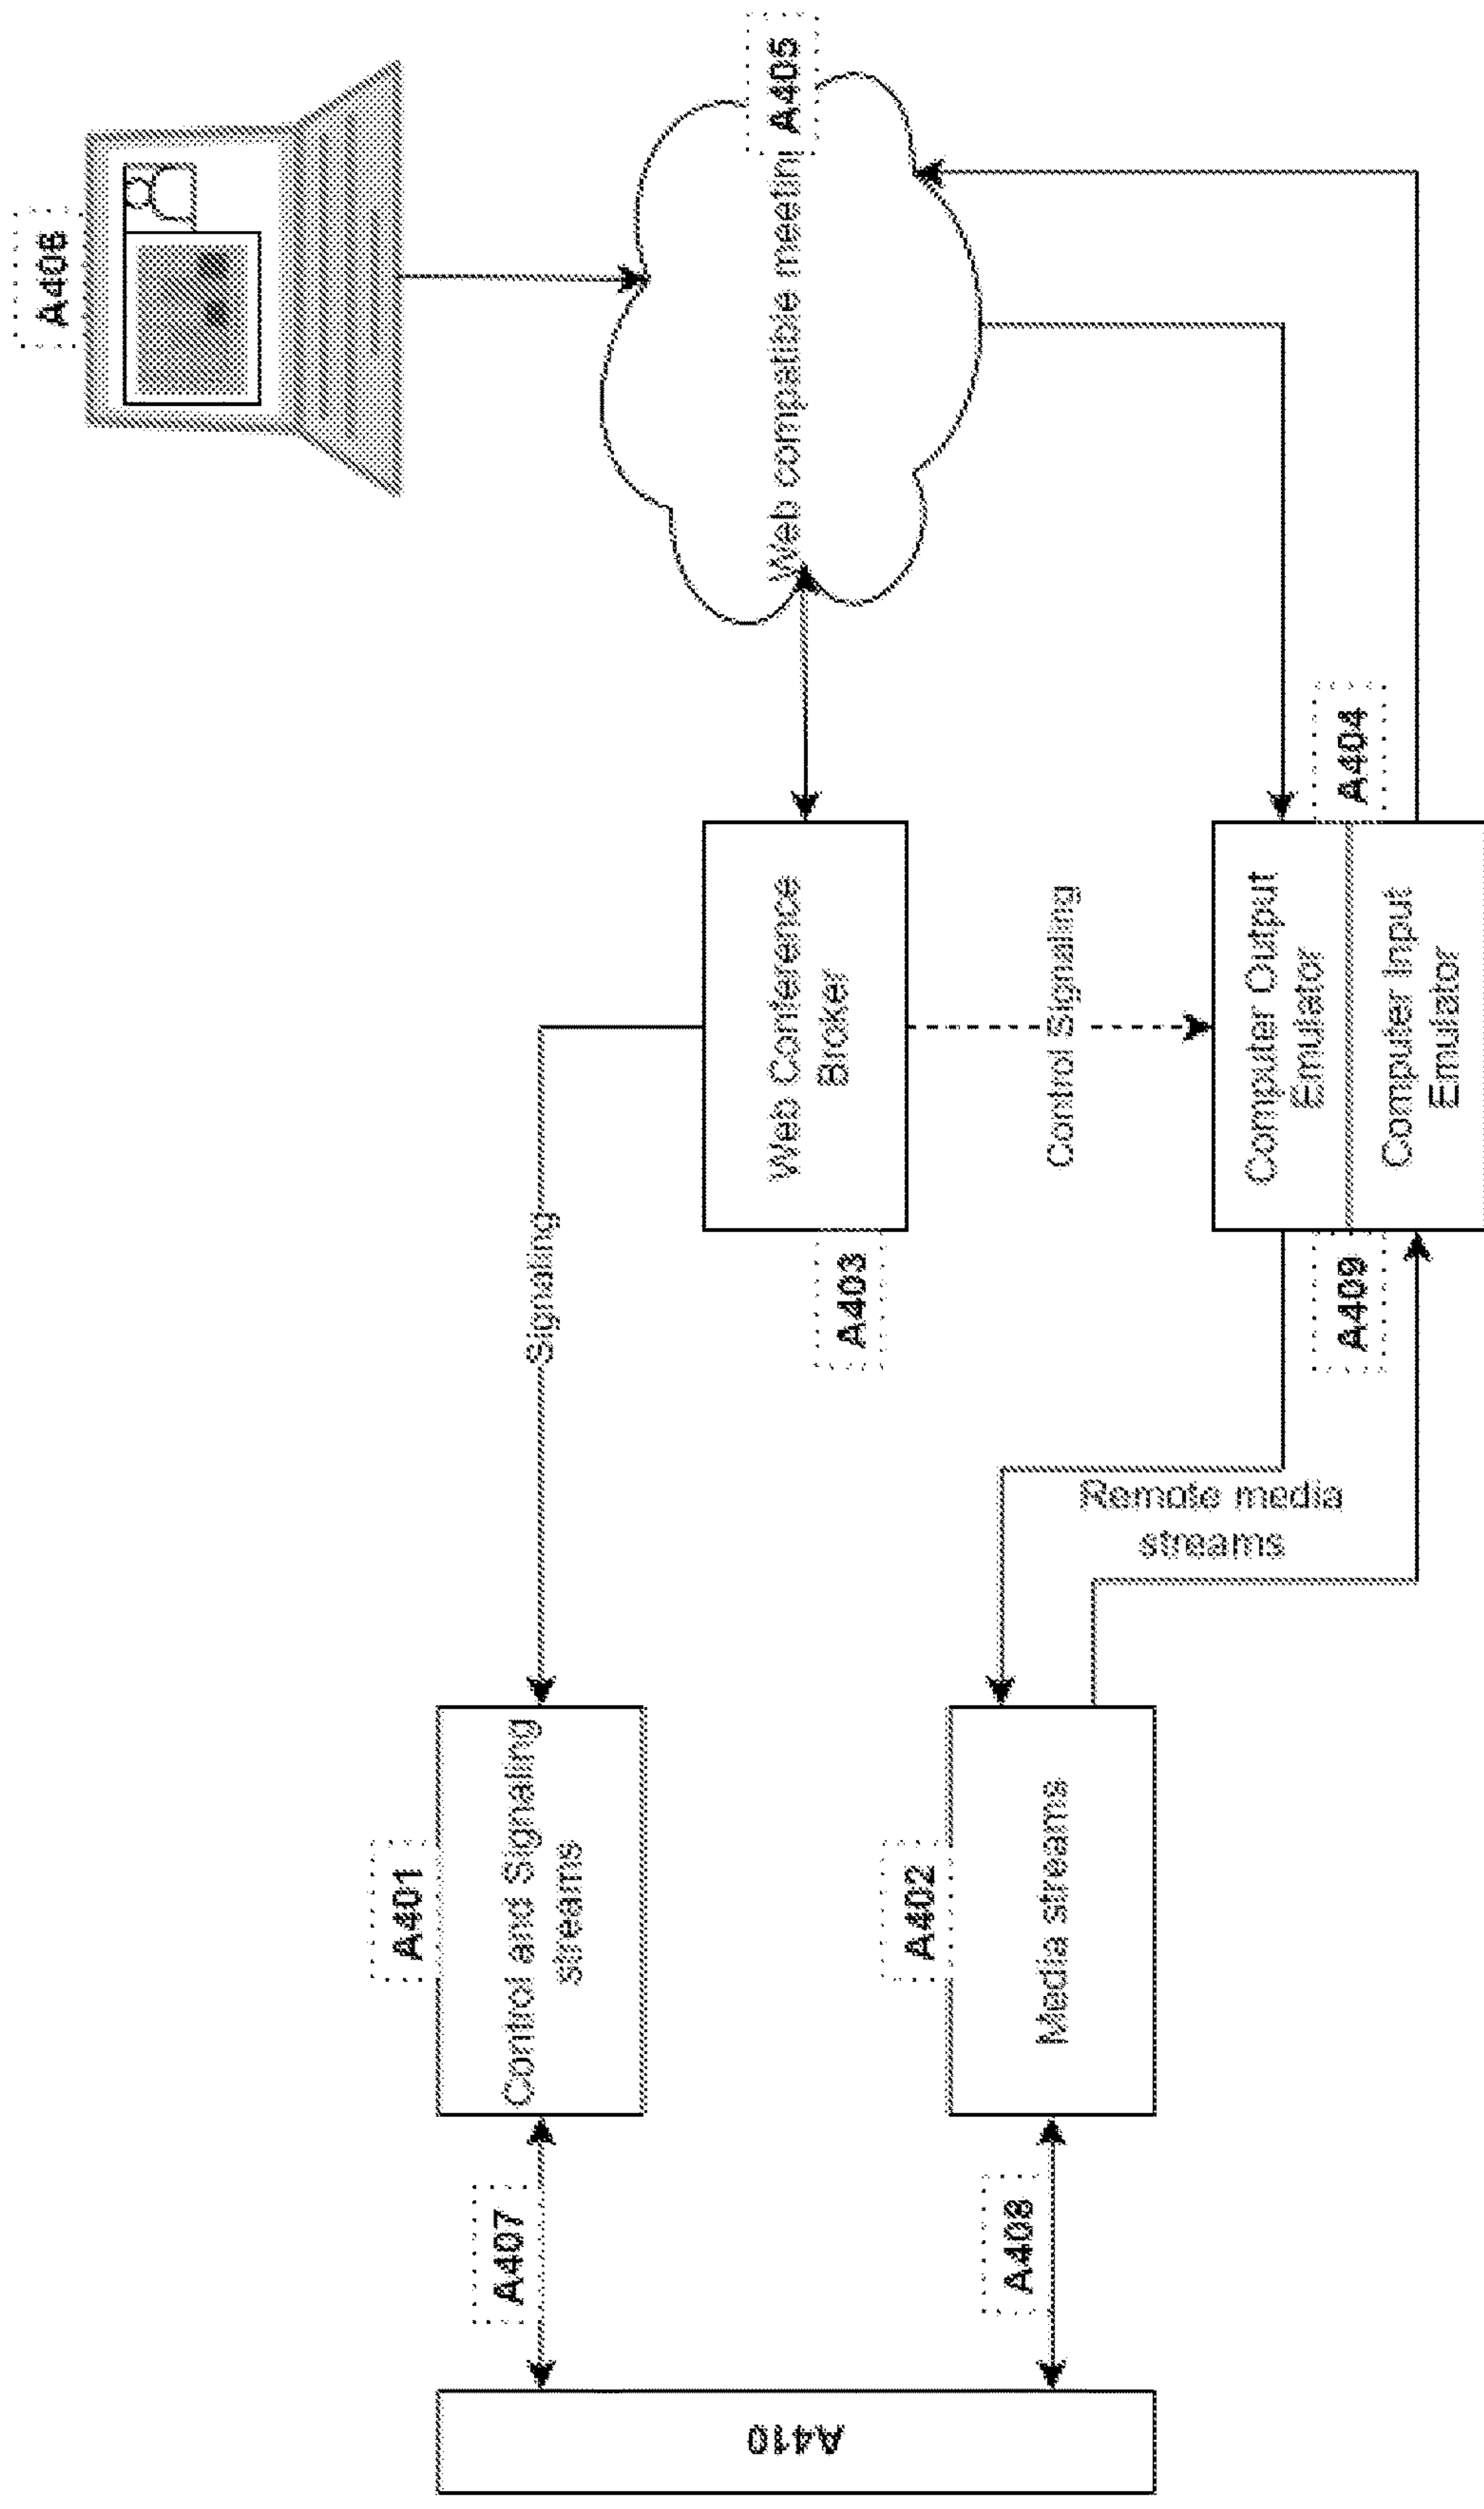 A406
Web compatible meetin
A405
Signaling
Web Conference
Broker
A403
Control Signaling
Computer Output
Emulator
Computer Input
Emulator
A404
A409
Remote media
streams
A401
Control and Signaling
streams
A402
Media streams
A407
A408
A410